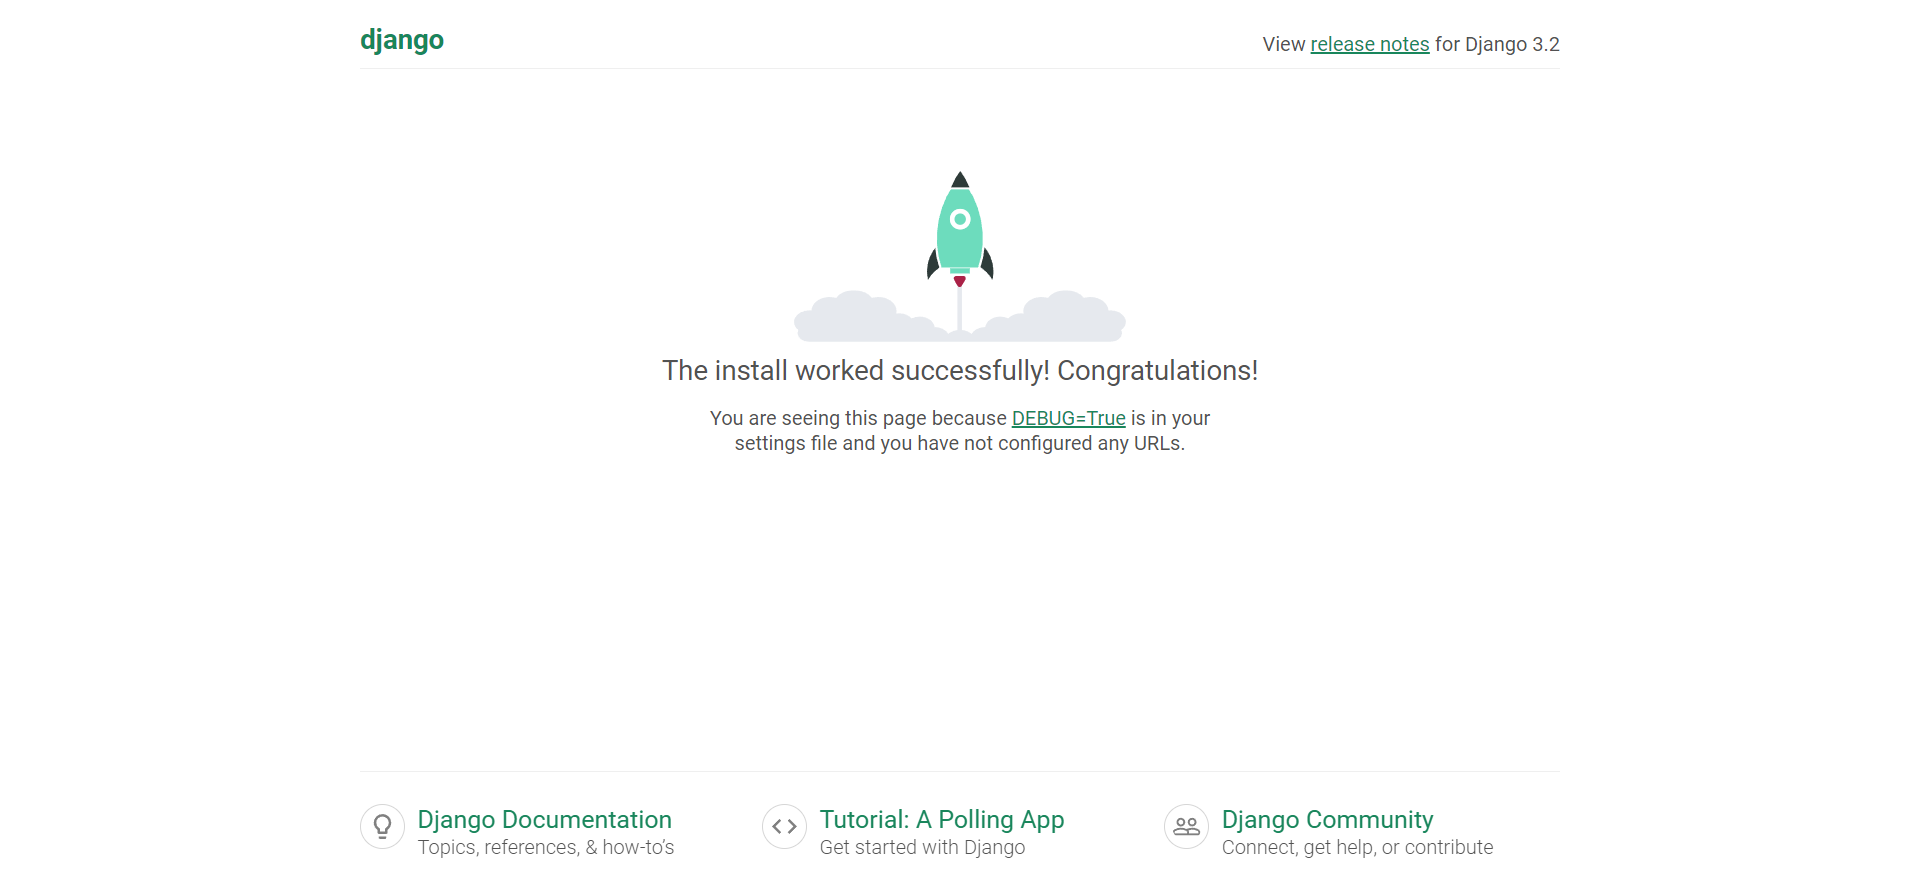 django
View release notes for Django 3.2
The install worked successfully! Congratulations!
You are seeing this page because DEBUG=True is in your
settings file and you have not configured any URLs.
Django Documentation
Topics, references, & how-to’s
Tutorial: A Polling App
Get started with Django
Django Community
Connect, get help, or contribute